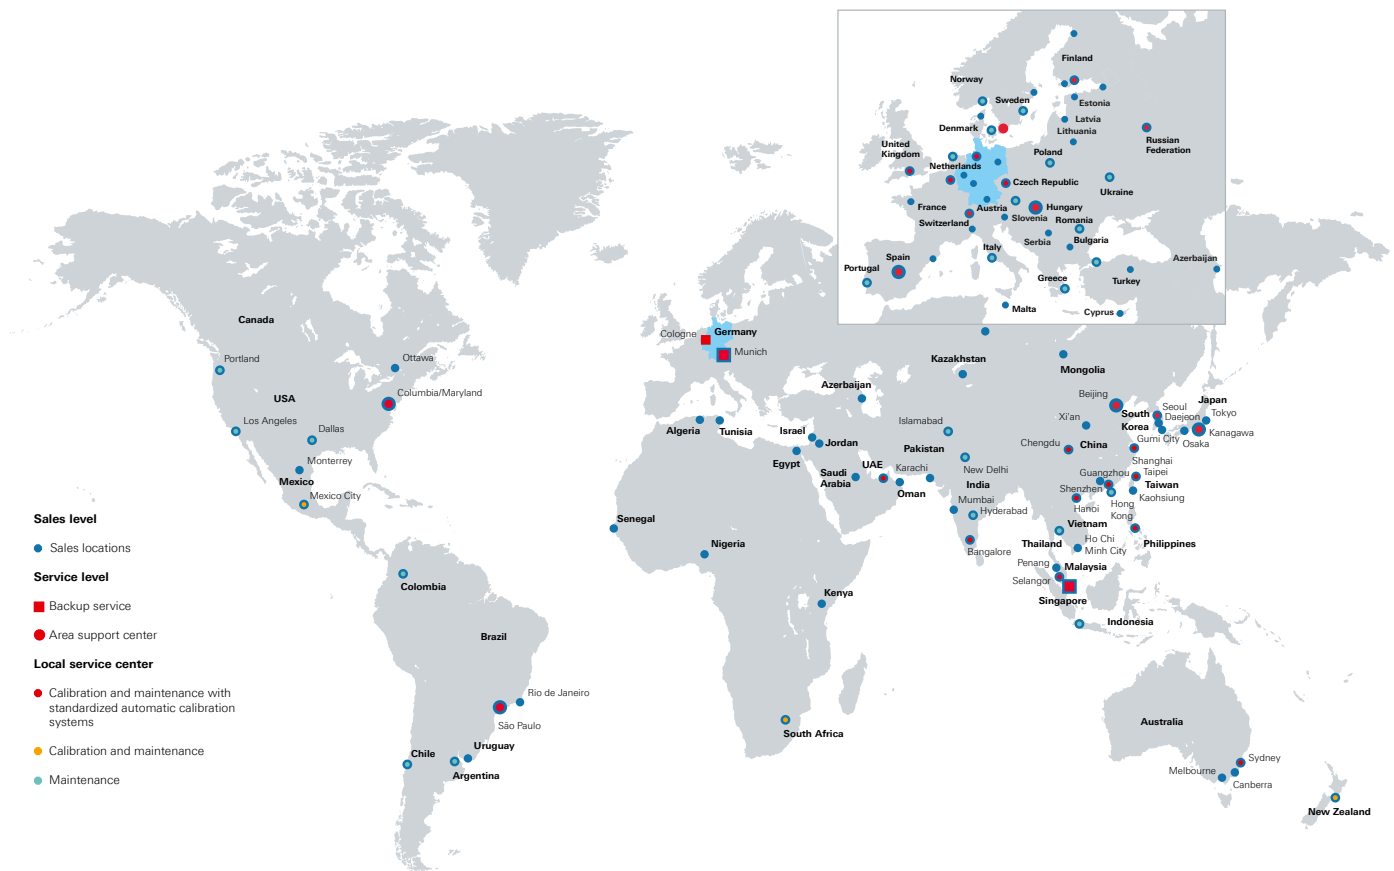 Finland
Norway
Sweden
Estonia
Latvia
Denmark
Lithuania
Russian
Federation
United
Kingdom
Poland
Netherlands
Czech Republic
Ukraine
France
Austria
Hungary
Switzerland
Slovenia
Romania
Serbia
Bulgaria
Italy
Spain
Azerbaijan
Portugal
Greece
Turkey
Malta
Cyprus
Canada
Portland
Ottawa
USA
Columbia/Maryland
Los Angeles
Dallas
Monterrey
Mexico
Mexico City
Cologne
Germany
Munich
Kazakhstan
Mongolia
Azerbaijan
Beijing
South
Korea
Seoul
Daejeon
Gumi City
Japan
Tokyo
Osaka
Kanagawa
Algeria
Tunisia
Israel
Jordan
Egypt
Islamabad
Pakistan
Xi'an
Chengdu
China
Shanghai
Saudi
Arabia
UAE
Karachi
Oman
New Delhi
India
Guangzhou
Taipei
Taiwan
Shenzhen
Kaohsiung
Hanoi
Hong
Kong
Mumbai
Hyderabad
Bangalore
Vietnam
Thailand
Ho Chi
Minh City
Philippines
Penang
Malaysia
Selangor
Singapore
Indonesia
Senegal
Nigeria
Kenya
South Africa
Colombia
Brazil
Rio de Janeiro
São Paulo
Chile
Uruguay
Argentina
Australia
Sydney
Melbourne
Canberra
New Zealand
Sales level
Sales locations
Service level
Backup service
Area support center
Local service center
Calibration and maintenance with
standardized automatic calibration
systems
Calibration and maintenance
Maintenance